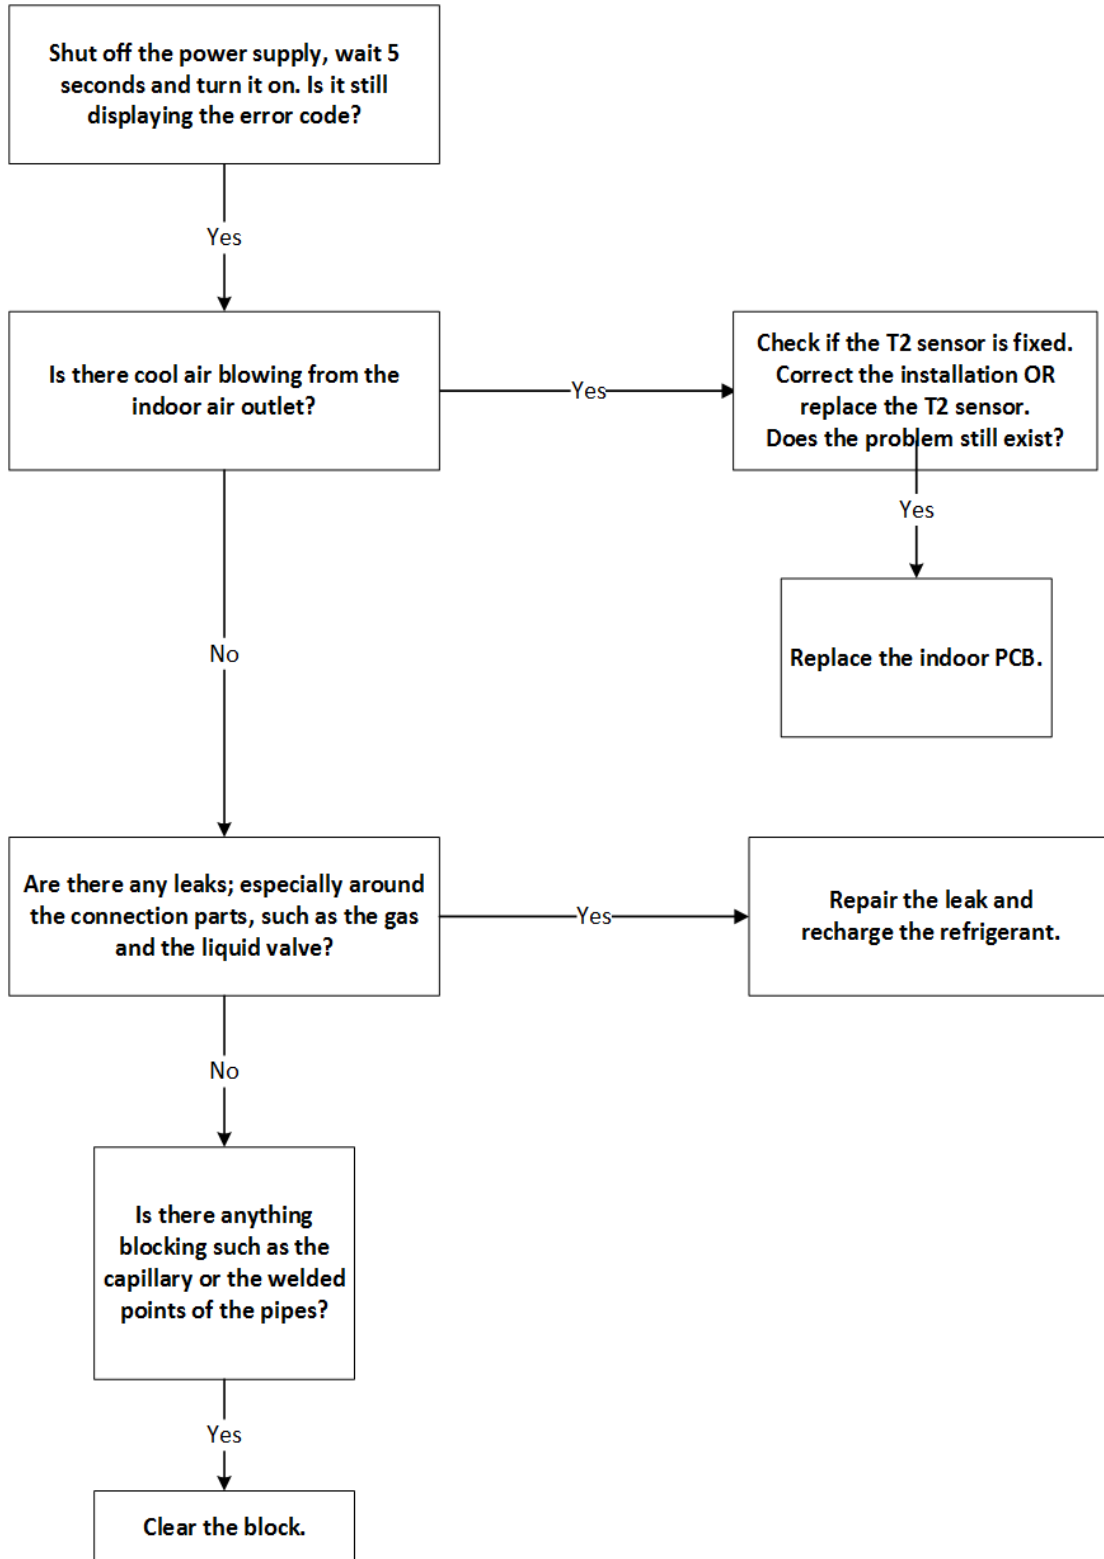 Shut off the power supply, wait 5
seconds and turn it on. Is it still
displaying the error code?
Yes
Is there cool air blowing from the
indoor air outlet?
Yes
Check if the T2 sensor is fixed.
Correct the installation OR
replace the T2 sensor.
Does the problem still exist?
Yes
Replace the indoor PCB.
No
Are there any leaks; especially around
the connection parts, such as the gas
and the liquid valve?
Yes
Repair the leak and
recharge the refrigerant.
No
Is there anything
blocking such as the
capillary or the welded
points of the pipes?
Yes
Clear the block.